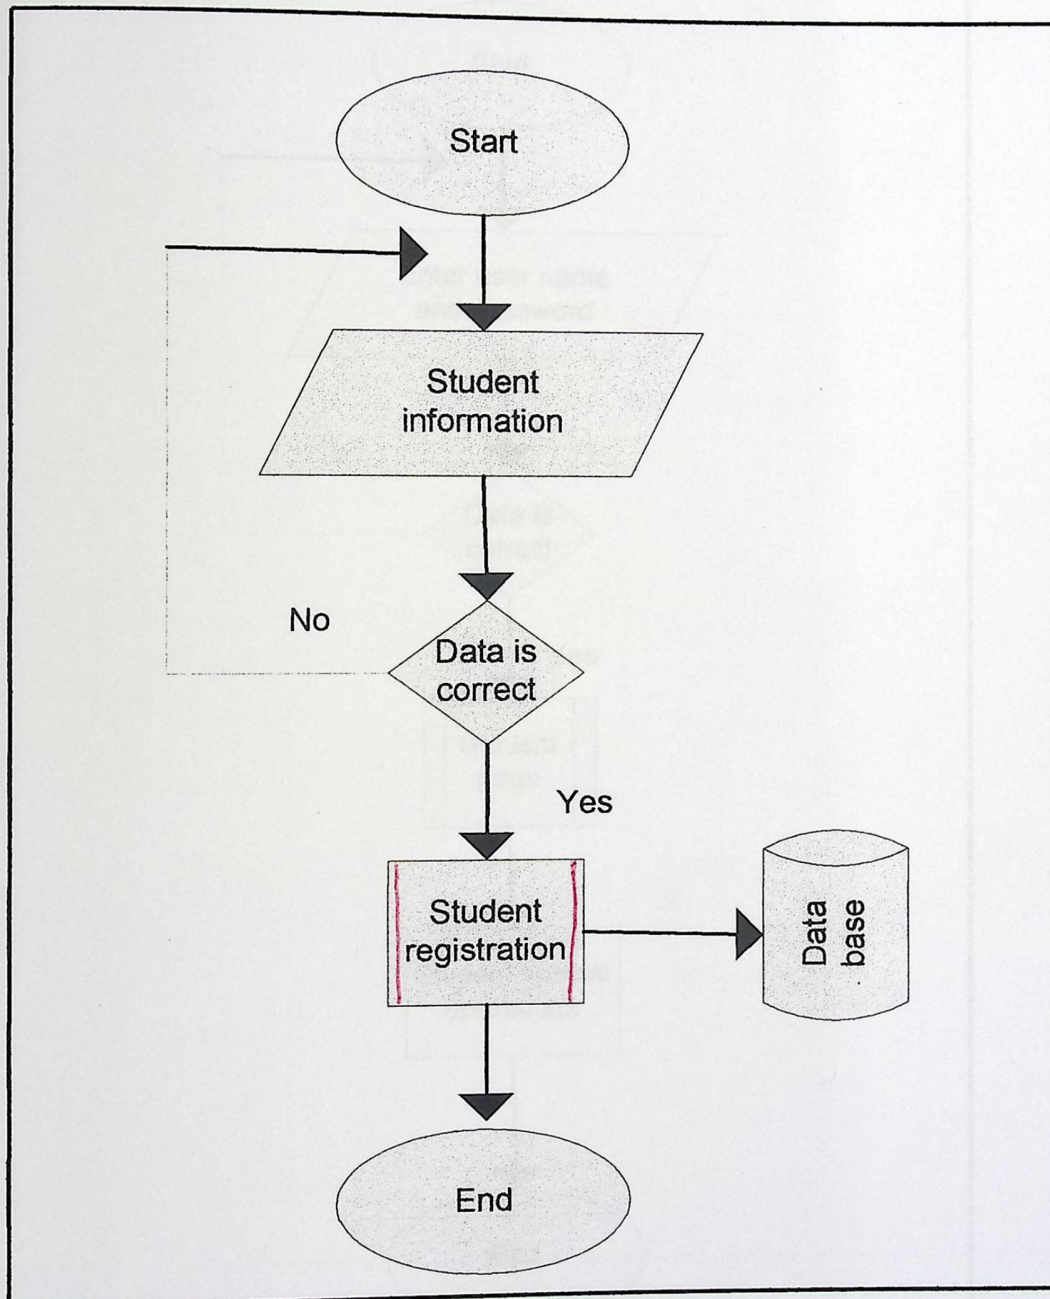 Start
Student
information
No
Data is
correct
Yes
Student
registration
Data
base
End